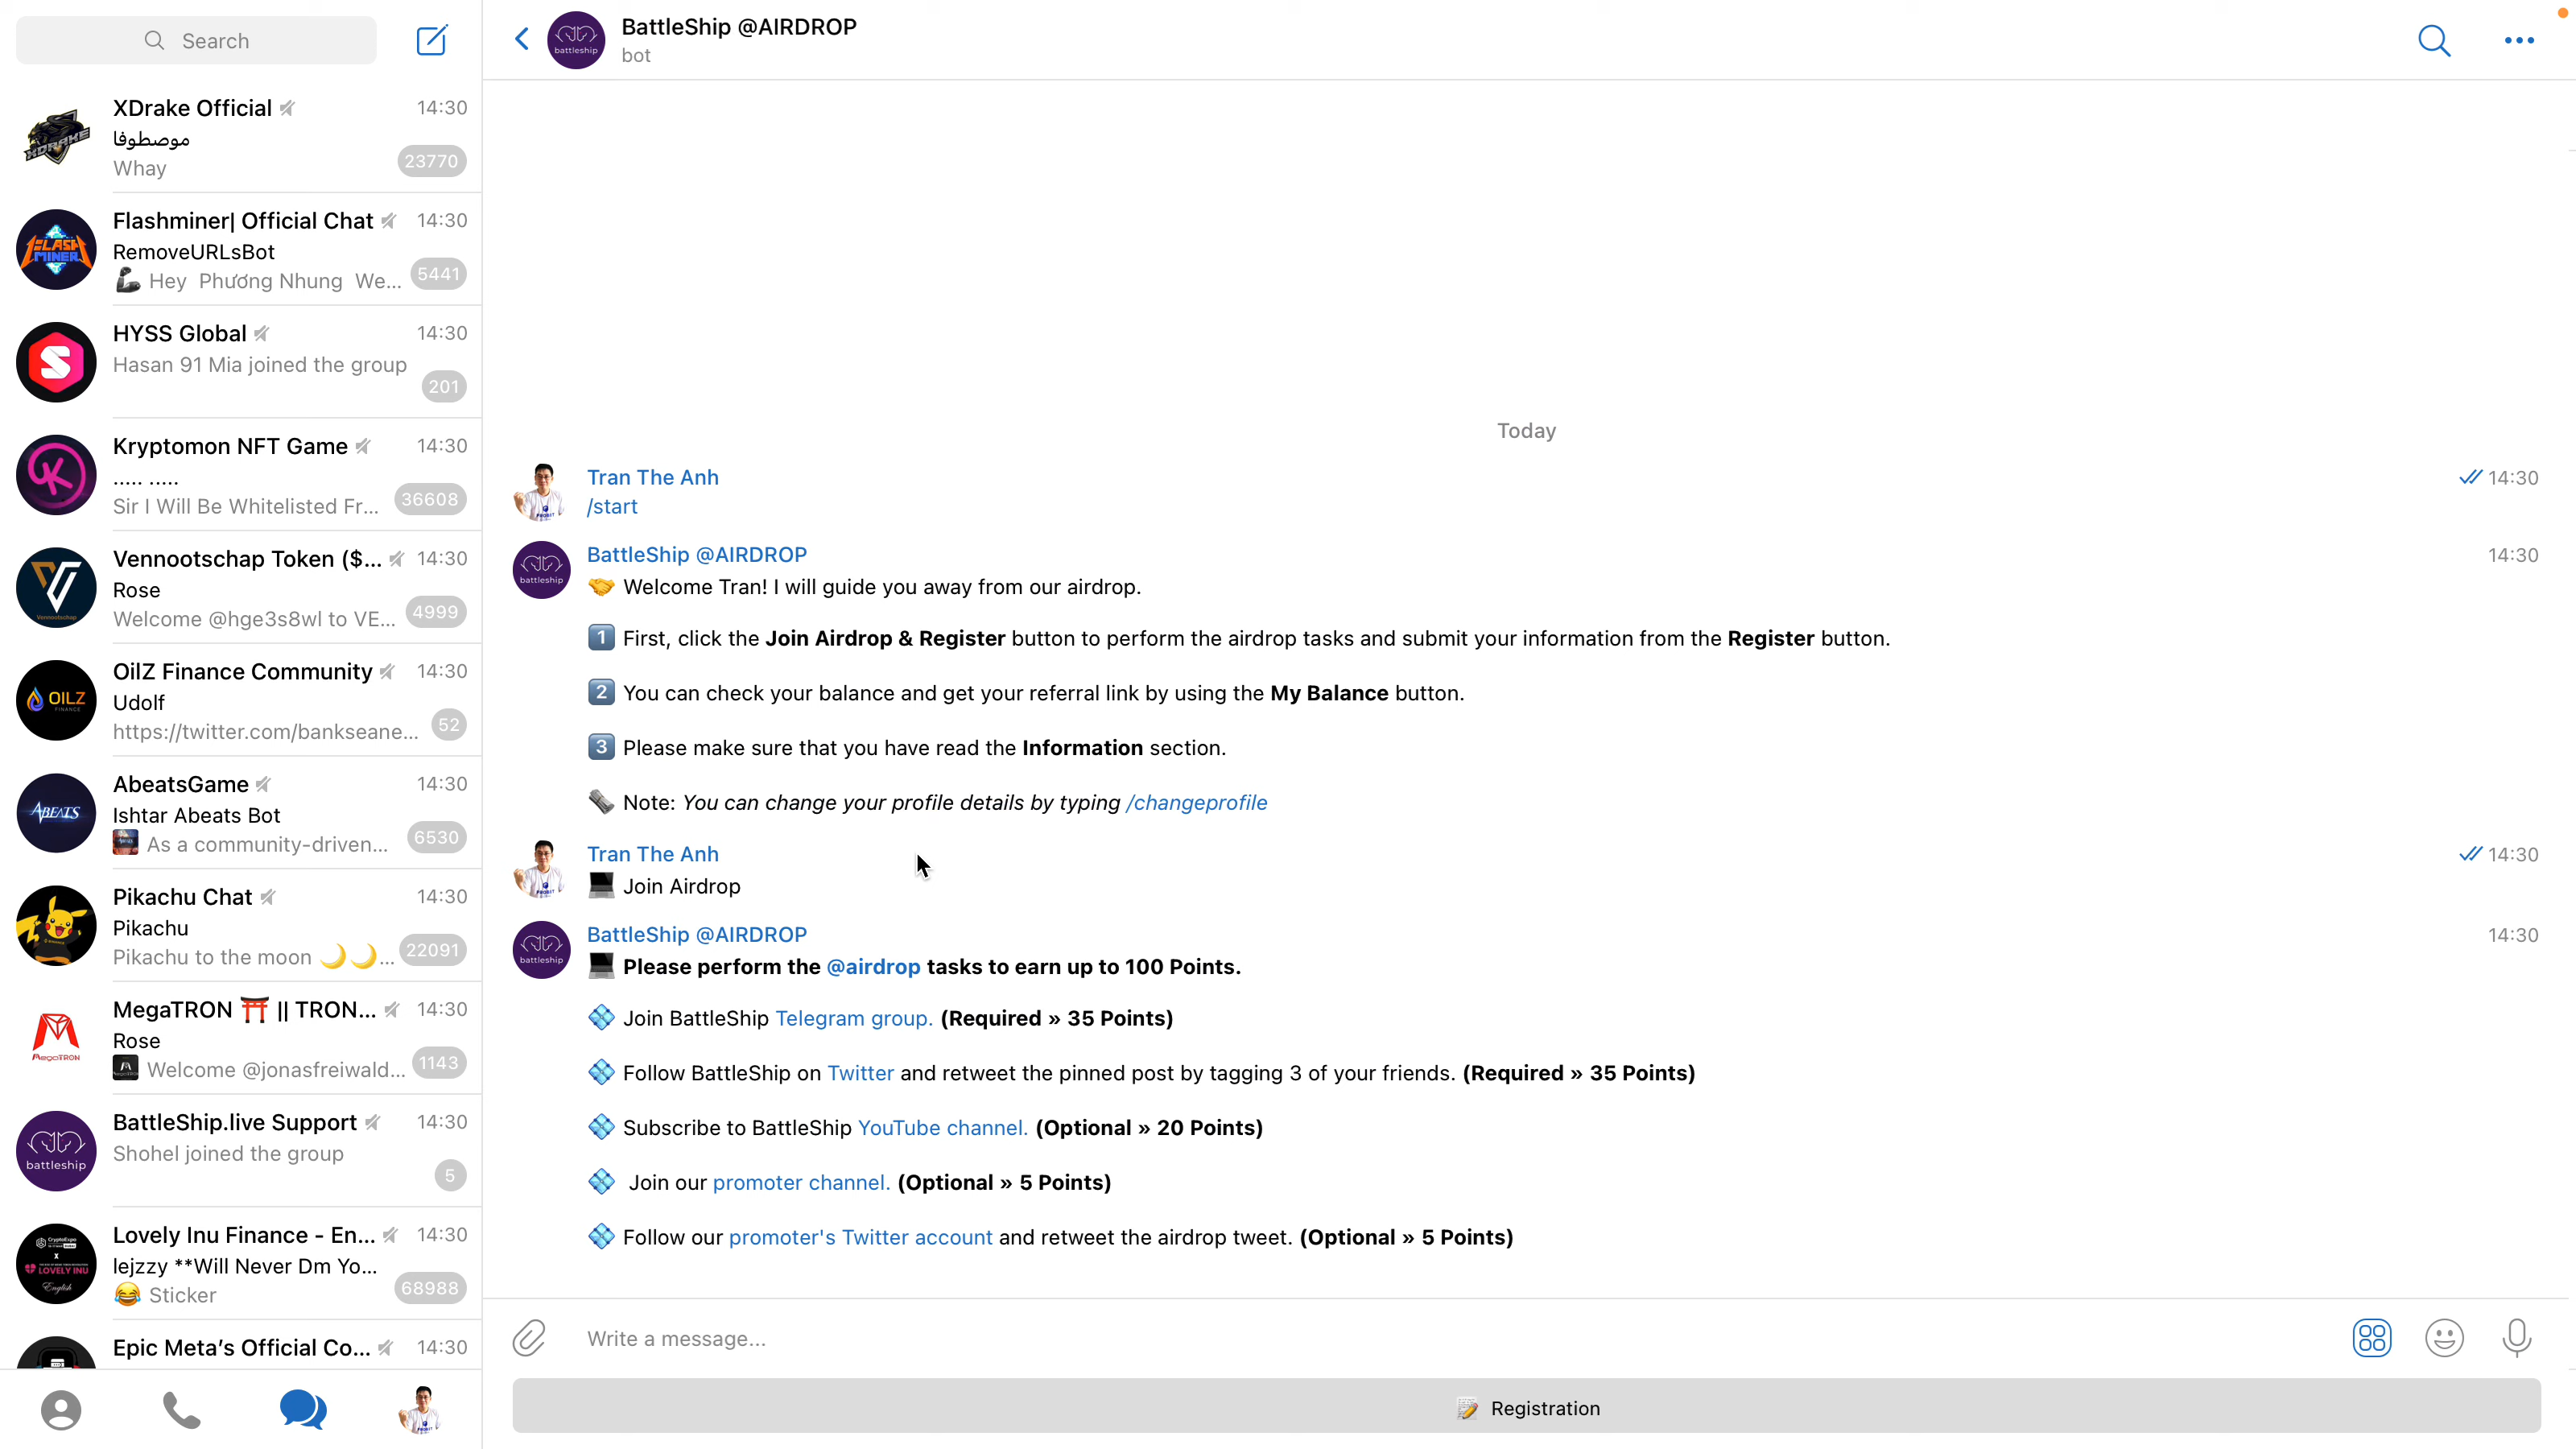 Search
XDrake Official 14:30
موصطوفا
Whay 23770
Flashminer| Official Chat 14:30
RemoveURLsBot
🦾 Hey Phương Nhung We... 5441
HYSS Global 14:30
Hasan 91 Mia joined the group
201
Kryptomon NFT Game 14:30
..... .....
Sir I Will Be Whitelisted Fr... 36608
Vennootschap Token ($... 14:30
Rose
Welcome @hge3s8wl to VE... 4999
OilZ Finance Community 14:30
Udolf
https://twitter.com/bankseane... 52
AbeatsGame 14:30
Ishtar Abeats Bot
As a community-driven... 6530
Pikachu Chat 14:30
Pikachu
Pikachu to the moon 🌙🌙... 22091
MegaTRON ⛩️ || TRON... 14:30
Rose
Welcome @jonasfreiwald... 1143
BattleShip.live Support 14:30
Shohel joined the group
5
Lovely Inu Finance - En... 14:30
lejzzy **Will Never Dm Yo...
😂 Sticker 68988
Epic Meta's Official Co... 14:30
BattleShip @AIRDROP
bot
Today
Tran The Anh 14:30
/start
BattleShip @AIRDROP 14:30
🤝 Welcome Tran! I will guide you away from our airdrop.
1️⃣ First, click the Join Airdrop & Register button to perform the airdrop tasks and submit your information from the Register button.
2️⃣ You can check your balance and get your referral link by using the My Balance button.
3️⃣ Please make sure that you have read the Information section.
🗞 Note: You can change your profile details by typing /changeprofile
Tran The Anh 14:30
💻 Join Airdrop
BattleShip @AIRDROP 14:30
💻 Please perform the @airdrop tasks to earn up to 100 Points.
💠 Join BattleShip Telegram group. (Required » 35 Points)
💠 Follow BattleShip on Twitter and retweet the pinned post by tagging 3 of your friends. (Required » 35 Points)
💠 Subscribe to BattleShip YouTube channel. (Optional » 20 Points)
💠 Join our promoter channel. (Optional » 5 Points)
💠 Follow our promoter's Twitter account and retweet the airdrop tweet. (Optional » 5 Points)
Write a message...
📝 Registration